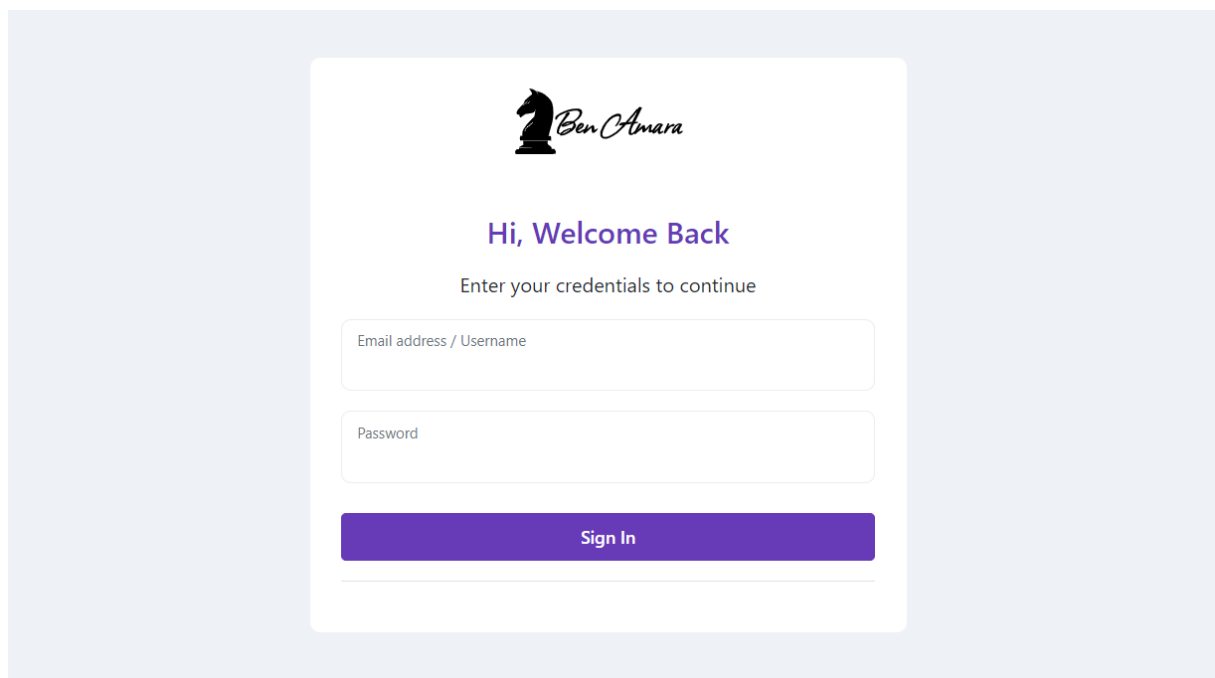 Ben Amara
Hi, Welcome Back
Enter your credentials to continue
Email address / Username
Password
Sign In